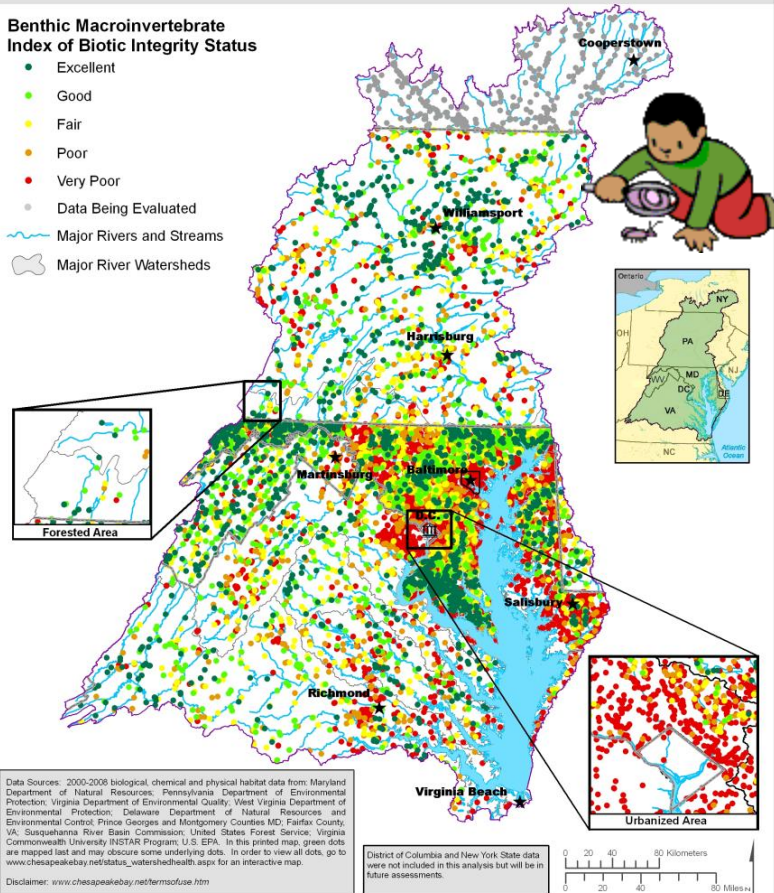 Benthic Macroinvertebrate
Index of Biotic Integrity Status
Excellent
Good
Fair
Poor
Very Poor
Data Being Evaluated
Major Rivers and Streams
Major River Watersheds
Cooperstown
Williamsport
Harrisburg
Martinsburg
Baltimore
D.C.
Salisbury
Richmond
Virginia Beach
Forested Area
Urbanized Area
Ontario
NY
OH
PA
NJ
WV
MD
DC
DE
VA
NC
Atlantic
Ocean
Data Sources: 2000-2008 biological, chemical and physical habitat data from: Maryland
Department of Natural Resources; Pennsylvania Department of Environmental
Protection; Virginia Department of Environmental Quality; West Virginia Department of
Environmental Protection; Delaware Department of Natural Resources and
Environmental Control; Prince Georges and Montgomery Counties MD; Fairfax County,
VA; Susquehanna River Basin Commission; United States Forest Service; Virginia
Commonwealth University INSTAR Program; U.S. EPA. In this printed map, green dots
are mapped last and may obscure some underlying dots. In order to view all dots, go to
www.chesapeakebay.net/status_watershedhealth.aspx for an interactive map.
Disclaimer: www.chesapeakebay.net/termsofuse.htm
District of Columbia and New York State data
were not included in this analysis but will be in
future assessments.
0 20 40 80 Kilometers
0 20 40 80 Miles
N